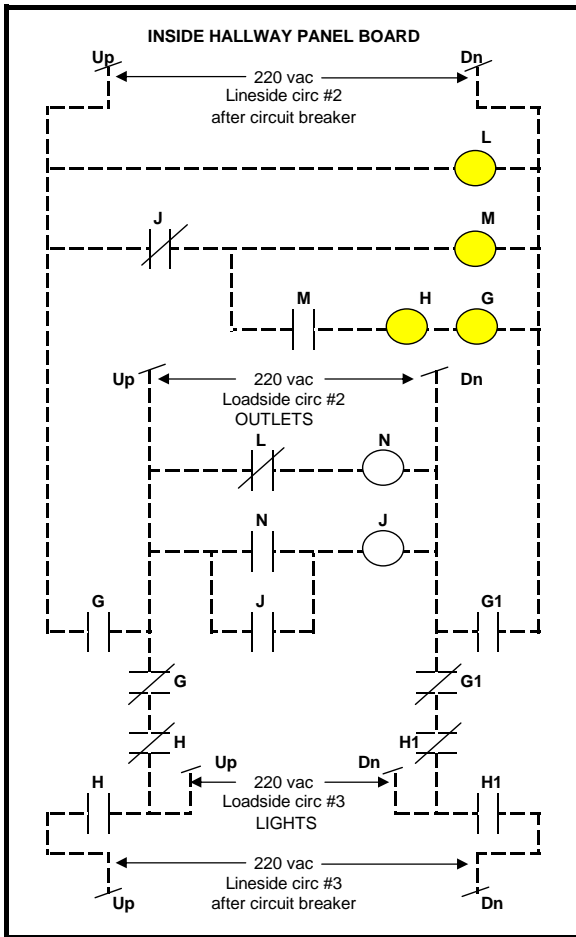 INSIDE HALLWAY PANEL BOARD
Up Dn
220 vac
Lineside circ #2
after circuit breaker
L
J M
M H G
Up 220 vac Dn
Loadside circ #2
OUTLETS
L N
N J
J
G G1
G G1
H H1
Up Dn
H 220 vac H1
Loadside circ #3
LIGHTS
220 vac
Lineside circ #3
Up after circuit breaker Dn